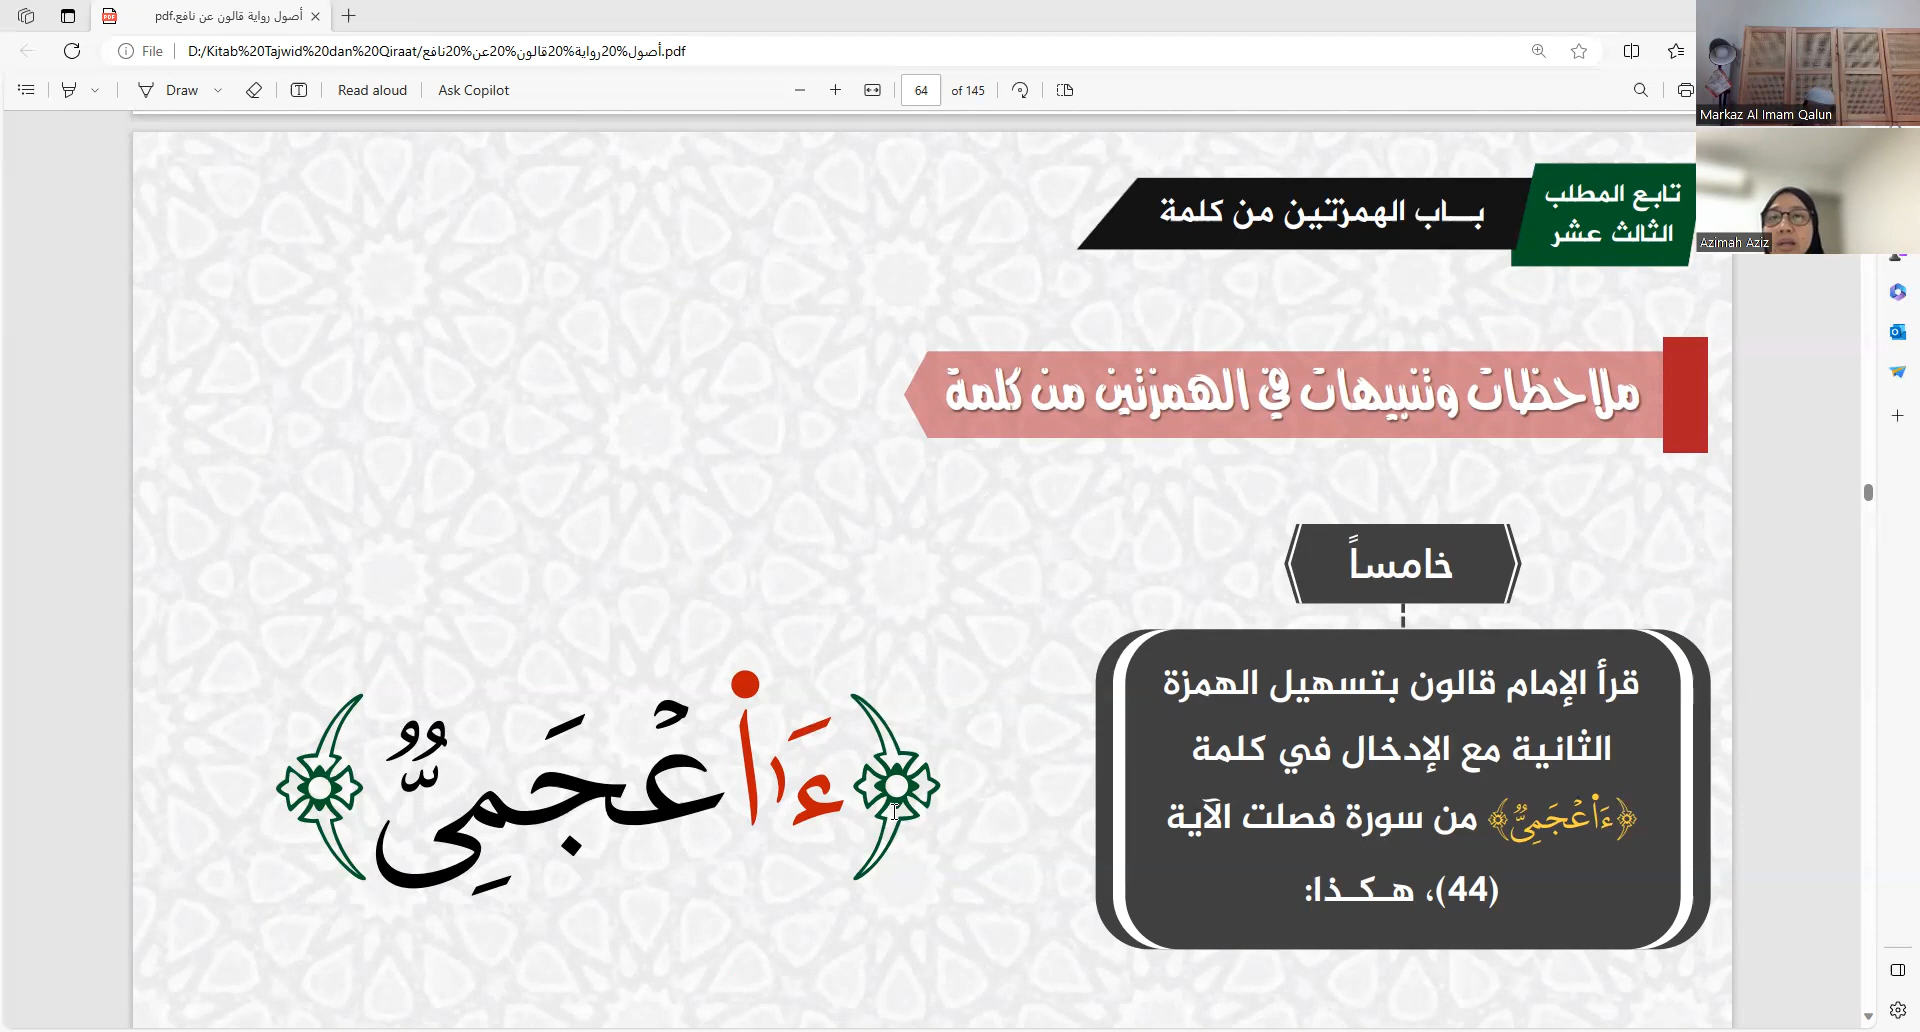 أصول رواية قالون عن نافع.pdf
File
D:/Kitab%20Tajwid%20dan%20Qiraat/أصول%20رواية%20قالون%20عن%20نافع.pdf
Draw
Read aloud
Ask Copilot
64
of 145
Markaz Al Imam Qalun
Azimah Aziz
تابع المطلب
الثالث عشر
بـــاب الهمزتين من كلمة
ملاحظات وتنبيهات في الهمزتين من كلمة
خامساً
قرأ الإمام قالون بتسهيل الهمزة
الثانية مع الإدخال في كلمة
﴿ءَا۬عْجَمِيٌّ﴾ من سورة فصلت الآية
(44)، هــكــذا:
﴿ءَا۬عْجَمِيٌّ﴾